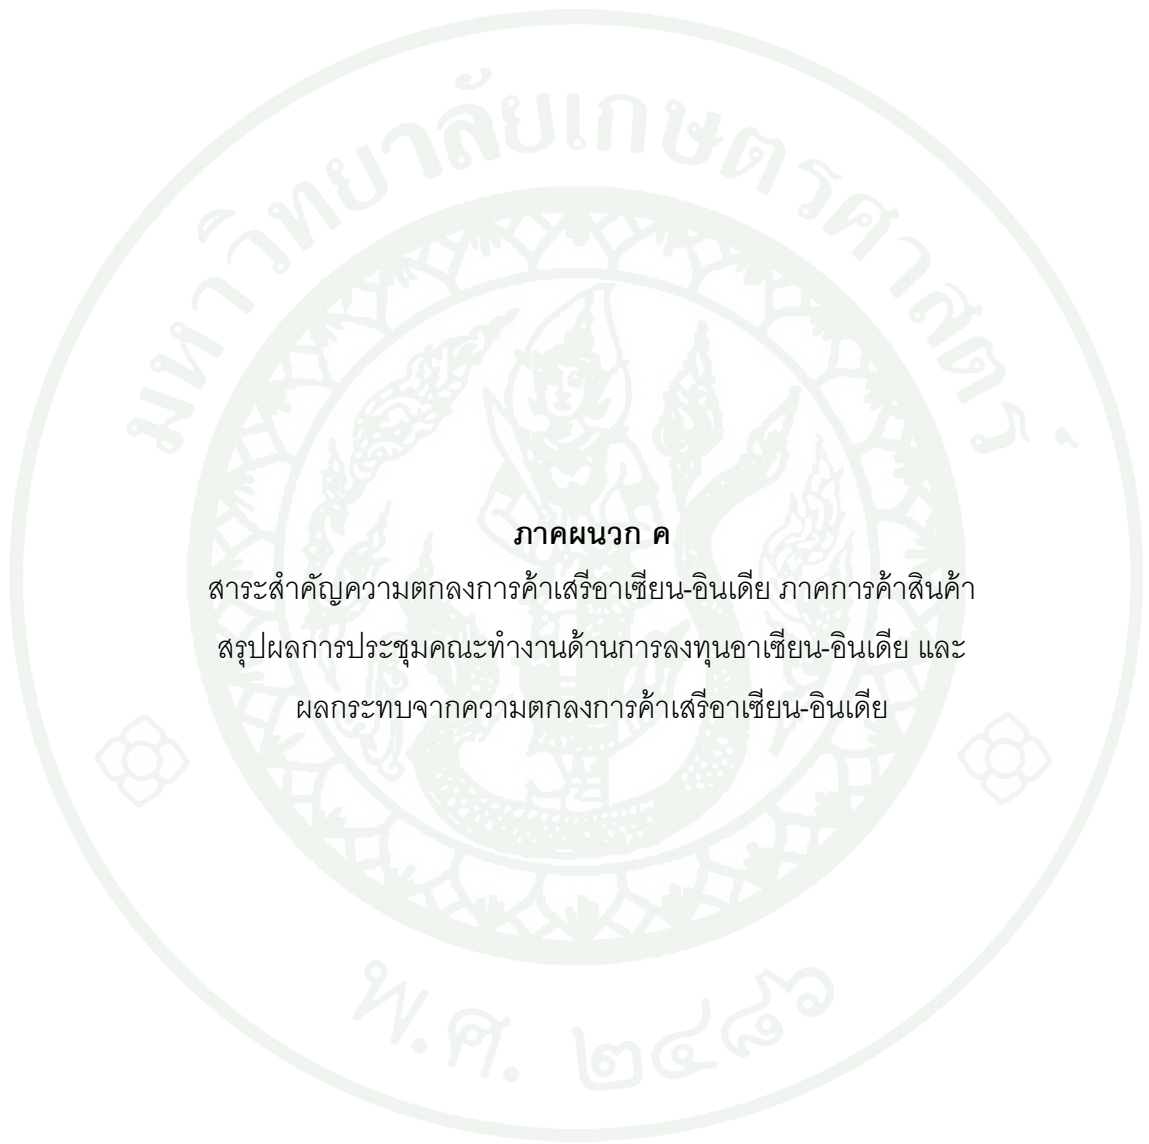 มหาวิทยาลัยเกษตรศาสตร์
ภาคผนวก ค
สาระสำคัญความตกลงการค้าเสรีอาเซียน-อินเดีย ภาคการค้าสินค้า
สรุปผลการประชุมคณะทำงานด้านการลงทุนอาเซียน-อินเดีย และ
ผลกระทบจากความตกลงการค้าเสรีอาเซียน-อินเดีย
พ.ศ. ๒๔๘๖